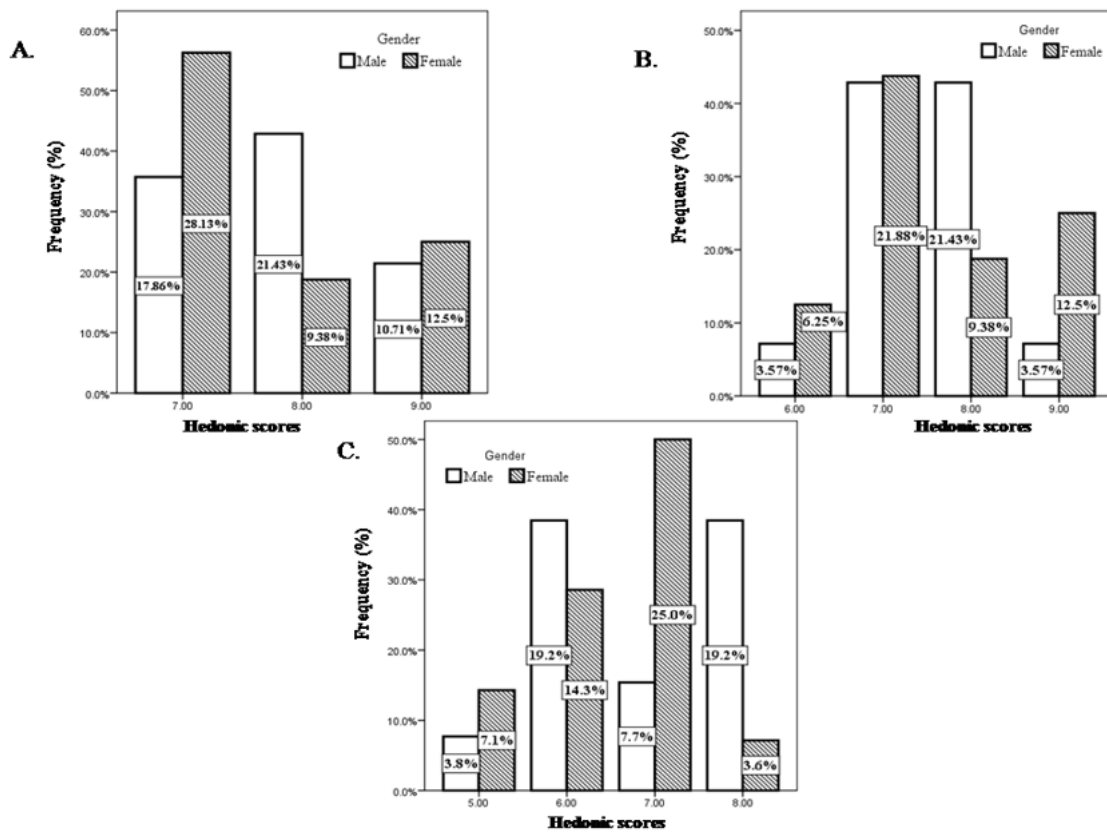 A.
Gender
Male Female
Frequency (%)
60.0%
50.0%
40.0%
30.0%
20.0%
10.0%
0.0%
17.86%
28.13%
21.43%
9.38%
10.71%
12.5%
7.00 8.00 9.00
Hedonic scores
B.
Gender
Male Female
Frequency (%)
50.0%
40.0%
30.0%
20.0%
10.0%
0.0%
3.57%
6.25%
21.88%
21.43%
9.38%
3.57%
12.5%
6.00 7.00 8.00 9.00
Hedonic scores
C.
Gender
Male Female
Frequency (%)
50.0%
40.0%
30.0%
20.0%
10.0%
0.0%
3.8%
7.1%
19.2%
14.3%
7.7%
25.0%
19.2%
3.6%
5.00 6.00 7.00 8.00
Hedonic scores